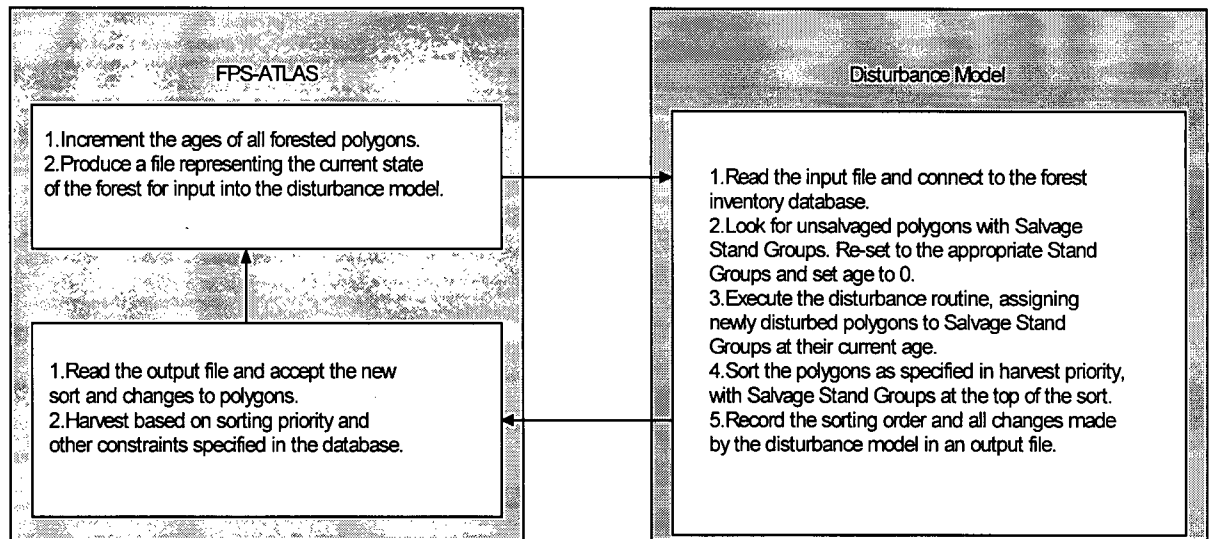 FPS-ATLAS
1.Increment the ages of all forested polygons.
2.Produce a file representing the current state
of the forest for input into the disturbance model.
1.Read the output file and accept the new
sort and changes to polygons.
2.Harvest based on sorting priority and
other constraints specified in the database.
Disturbance Model
1.Read the input file and connect to the forest
inventory database.
2.Look for unsalvaged polygons with Salvage
Stand Groups. Re-set to the appropriate Stand
Groups and set age to 0.
3.Execute the disturbance routine, assigning
newly disturbed polygons to Salvage Stand
Groups at their current age.
4.Sort the polygons as specified in harvest priority,
with Salvage Stand Groups at the top of the sort.
5.Record the sorting order and all changes made
by the disturbance model in an output file.